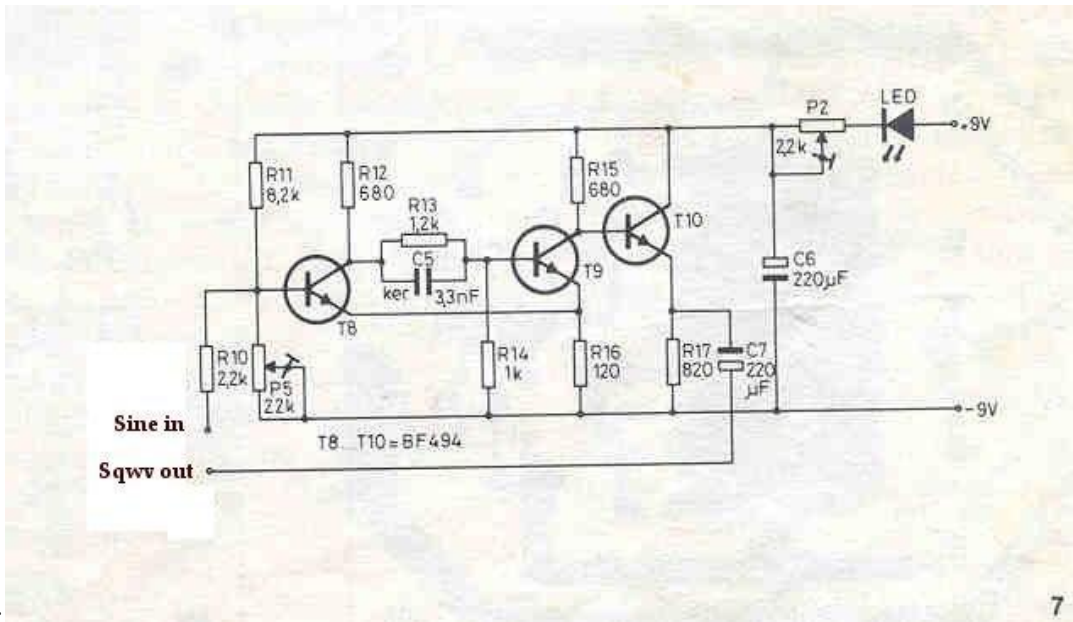 LED
P2
+9V
2,2k
R11
8,2k
R12
680
R15
680
R13
1,2k
T10
C5
ker
3,3nF
T9
C6
220µF
T8
R10
2,2k
P5
22k
R14
1k
R16
120
R17
820
C7
220
µF
Sine in
-9V
T8...T10=BF494
Sqwv out
7